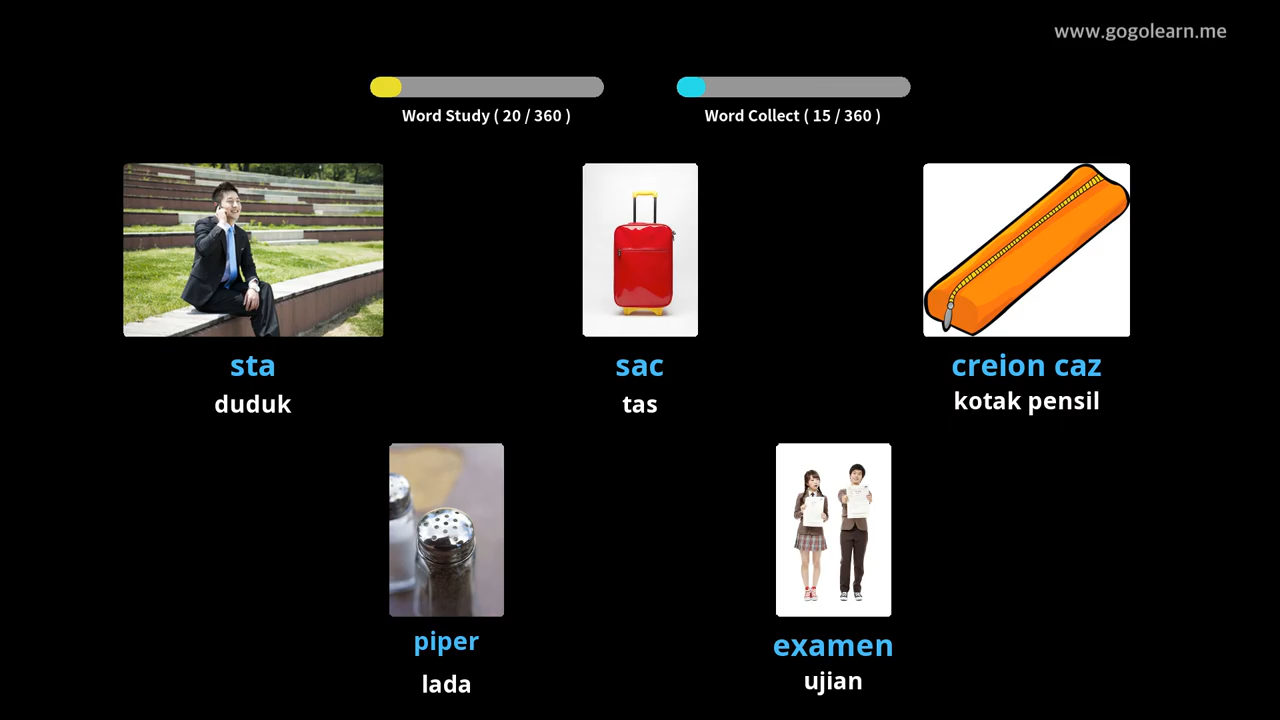 www.gogolearn.me
Word Study ( 20 / 360 )
Word Collect ( 15 / 360 )
sta
duduk
sac
tas
creion caz
kotak pensil
piper
lada
examen
ujian